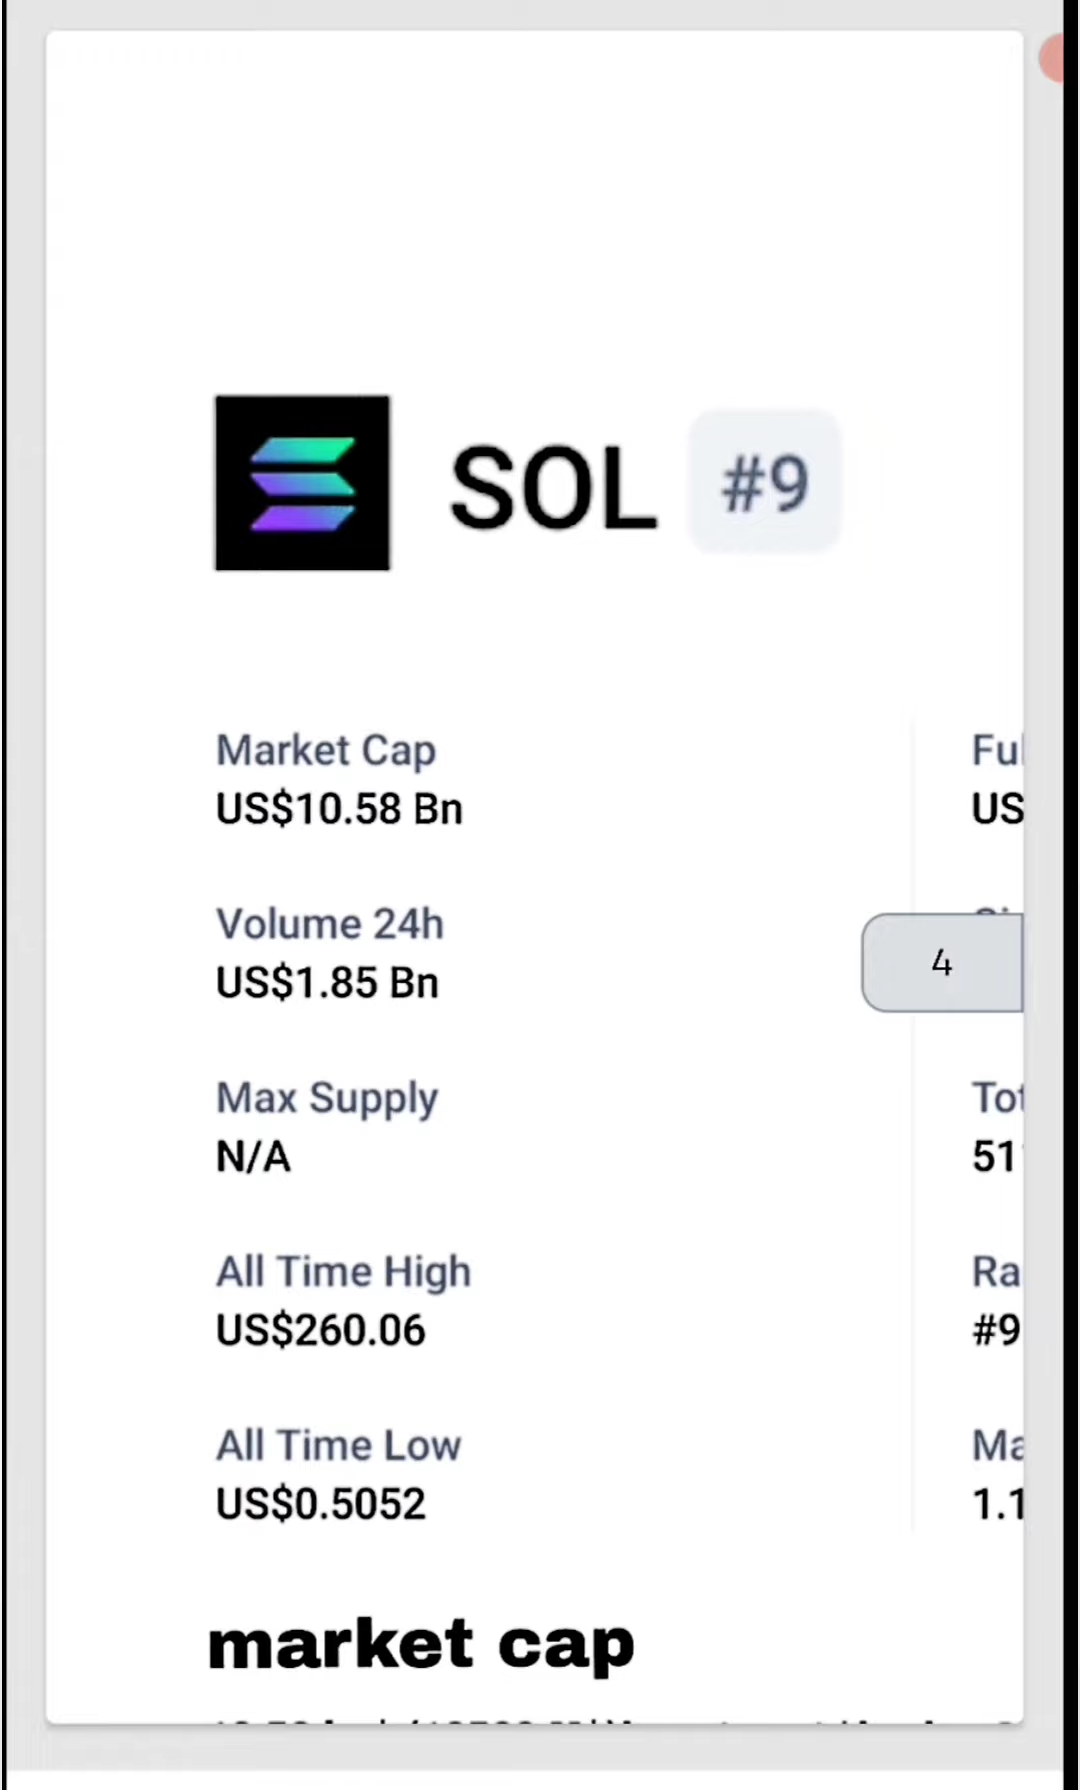 SOL #9
Market Cap
US$10.58 Bn
Volume 24h
US$1.85 Bn
4
Max Supply
N/A
All Time High
US$260.06
#9
All Time Low
US$0.5052
market cap